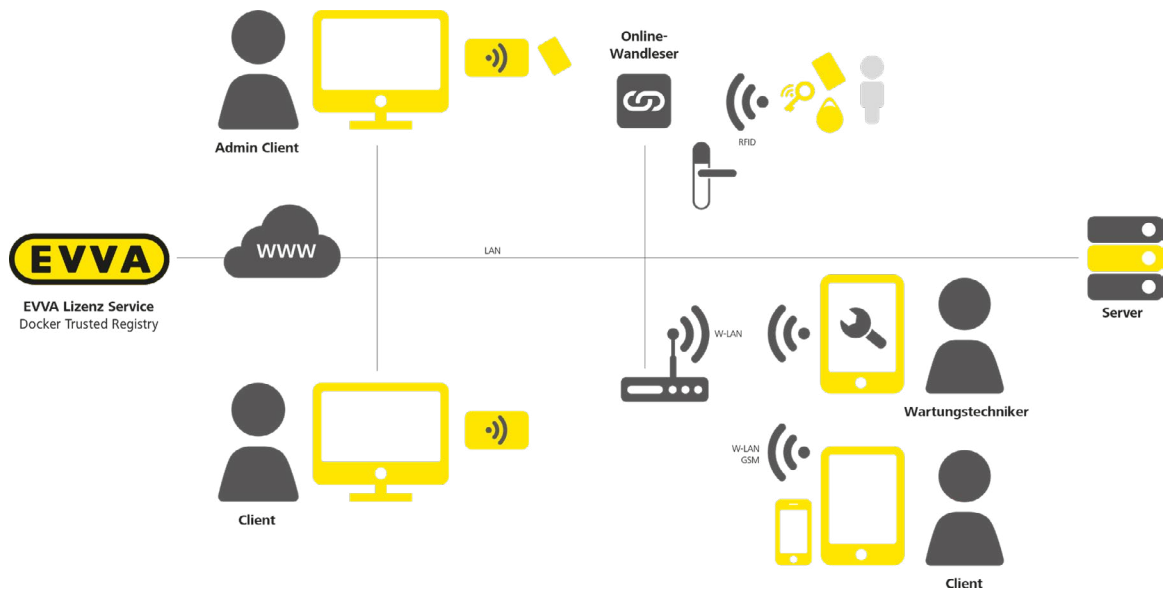 Online-
Wandleser
RFID
Admin Client
EVVA
WWW
LAN
EVVA Lizenz Service
Docker Trusted Registry
Server
W-LAN
Wartungstechniker
W-LAN
GSM
Client
Client